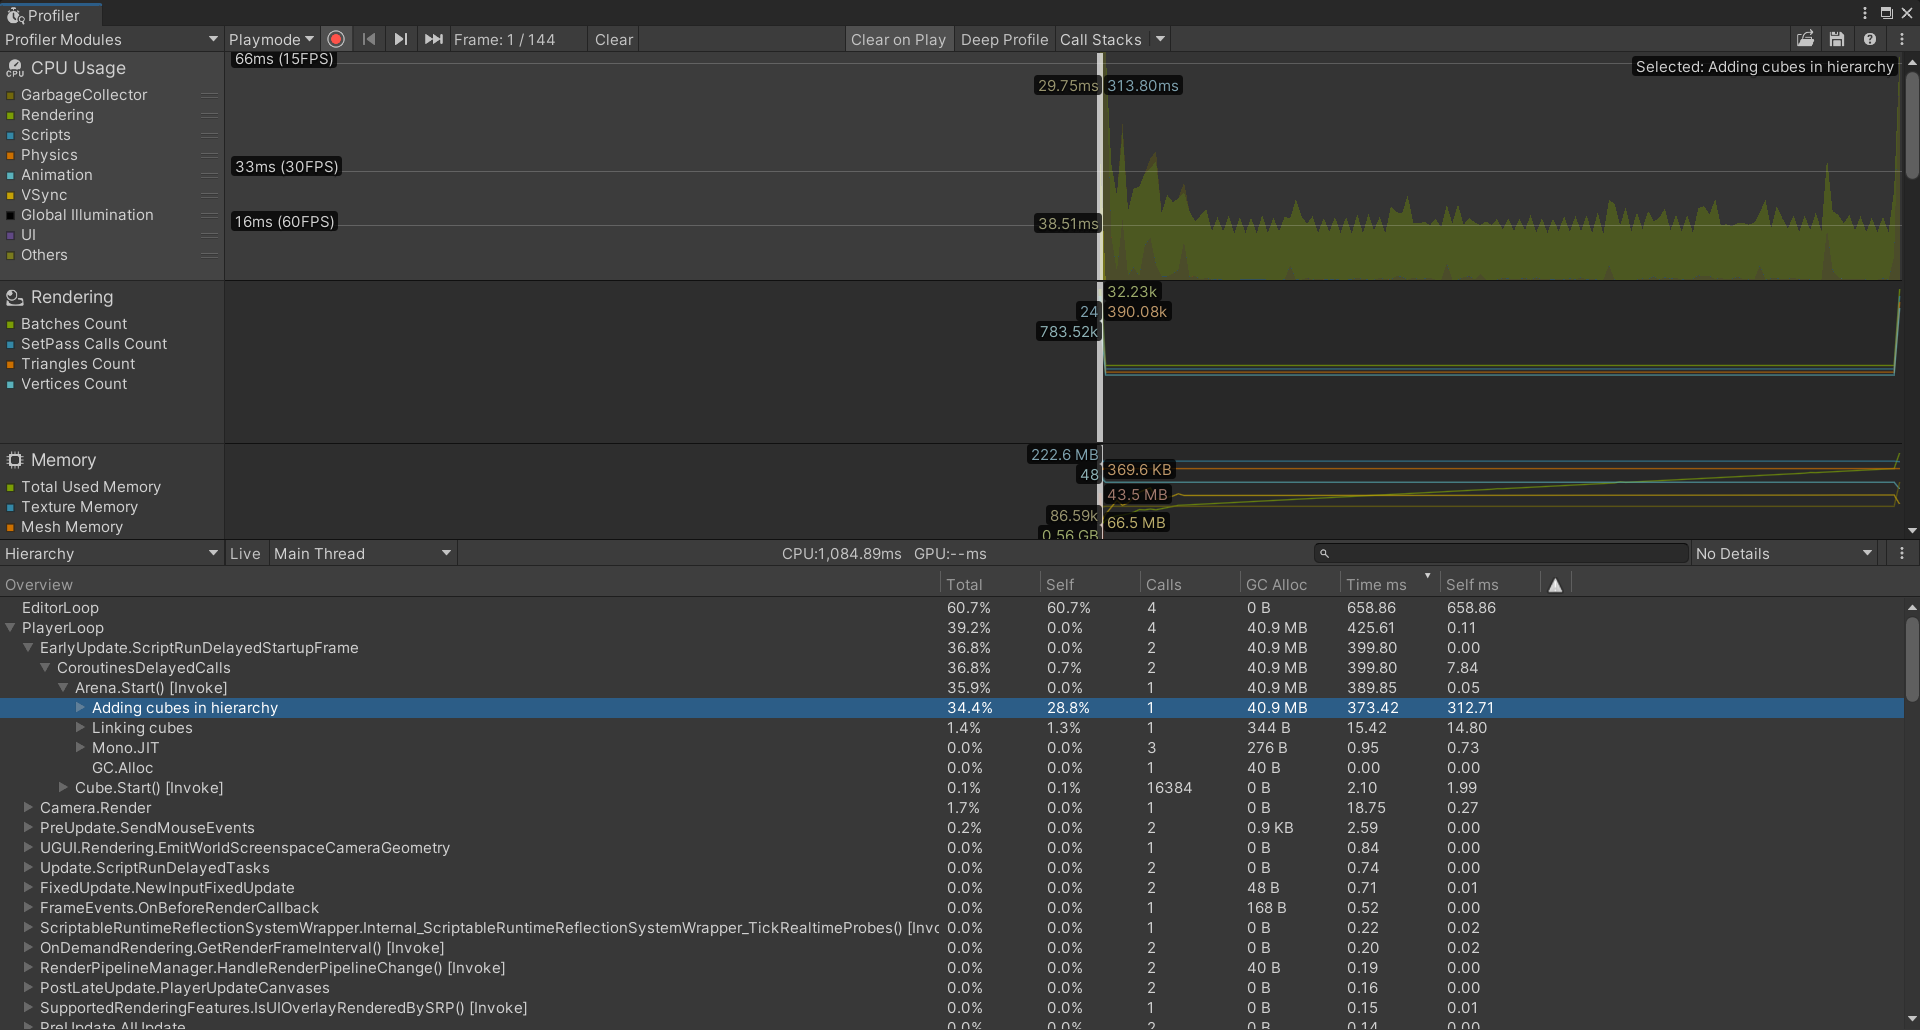 Profiler
Profiler Modules Playmode Frame: 1 / 144 Clear Clear on Play Deep Profile Call Stacks
CPU Usage
GarbageCollector
Rendering
Scripts
Physics
Animation
VSync
Global Illumination
UI
Others
66ms (15FPS)
33ms (30FPS)
16ms (60FPS)
29.75ms
313.80ms
38.51ms
Selected: Adding cubes in hierarchy
Rendering
Batches Count
SetPass Calls Count
Triangles Count
Vertices Count
32.23k
24
390.08k
783.52k
Memory
Total Used Memory
Texture Memory
Mesh Memory
222.6 MB
48
369.6 KB
43.5 MB
86.59k
66.5 MB
0.56 GB
Hierarchy Live Main Thread CPU:1,084.89ms GPU:--ms No Details
Overview Total Self Calls GC Alloc Time ms Self ms
EditorLoop 60.7% 60.7% 4 0 B 658.86 658.86
PlayerLoop 39.2% 0.0% 4 40.9 MB 425.61 0.11
EarlyUpdate.ScriptRunDelayedStartupFrame 36.8% 0.0% 2 40.9 MB 399.80 0.00
CoroutinesDelayedCalls 36.8% 0.7% 2 40.9 MB 399.80 7.84
Arena.Start() [Invoke] 35.9% 0.0% 1 40.9 MB 389.85 0.05
Adding cubes in hierarchy 34.4% 28.8% 1 40.9 MB 373.42 312.71
Linking cubes 1.4% 1.3% 1 344 B 15.42 14.80
Mono.JIT 0.0% 0.0% 3 276 B 0.95 0.73
GC.Alloc 0.0% 0.0% 1 40 B 0.00 0.00
Cube.Start() [Invoke] 0.1% 0.1% 16384 0 B 2.10 1.99
Camera.Render 1.7% 0.0% 1 0 B 18.75 0.27
PreUpdate.SendMouseEvents 0.2% 0.0% 2 0.9 KB 2.59 0.00
UGUI.Rendering.EmitWorldScreenspaceCameraGeometry 0.0% 0.0% 1 0 B 0.84 0.00
Update.ScriptRunDelayedTasks 0.0% 0.0% 2 0 B 0.74 0.00
FixedUpdate.NewInputFixedUpdate 0.0% 0.0% 2 48 B 0.71 0.01
FrameEvents.OnBeforeRenderCallback 0.0% 0.0% 1 168 B 0.52 0.00
ScriptableRuntimeReflectionSystemWrapper.Internal_ScriptableRuntimeReflectionSystemWrapper_TickRealtimeProbes() [Invo 0.0% 0.0% 1 0 B 0.22 0.02
OnDemandRendering.GetRenderFrameInterval() [Invoke] 0.0% 0.0% 2 0 B 0.20 0.02
RenderPipelineManager.HandleRenderPipelineChange() [Invoke] 0.0% 0.0% 2 40 B 0.19 0.00
PostLateUpdate.PlayerUpdateCanvases 0.0% 0.0% 2 0 B 0.16 0.00
SupportedRenderingFeatures.IsUIOverlayRenderedBySRP() [Invoke] 0.0% 0.0% 1 0 B 0.15 0.01
PreUpdate.AIUpdate 0.0% 0.0% 2 0 B 0.14 0.00